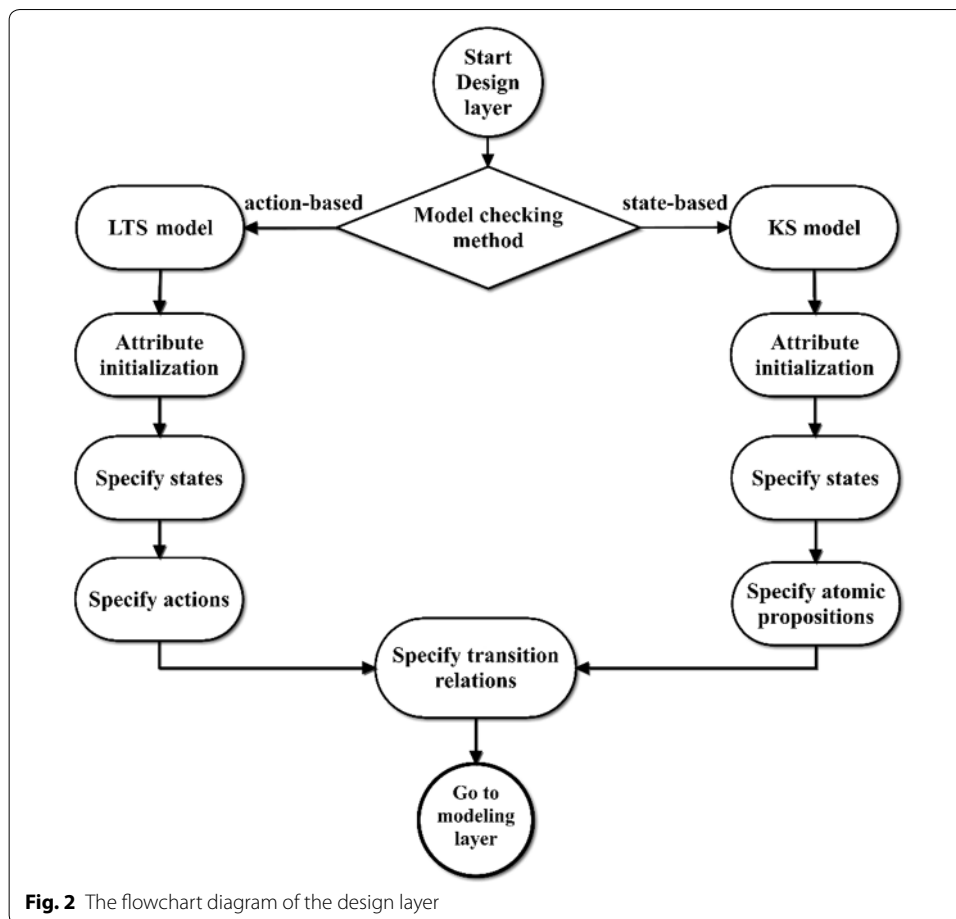 Start
Design
layer
action-based
state-based
LTS model
Model checking
method
KS model
Attribute
initialization
Attribute
initialization
Specify states
Specify states
Specify actions
Specify atomic
propositions
Specify transition
relations
Go to
modeling
layer
Fig. 2 The flowchart diagram of the design layer